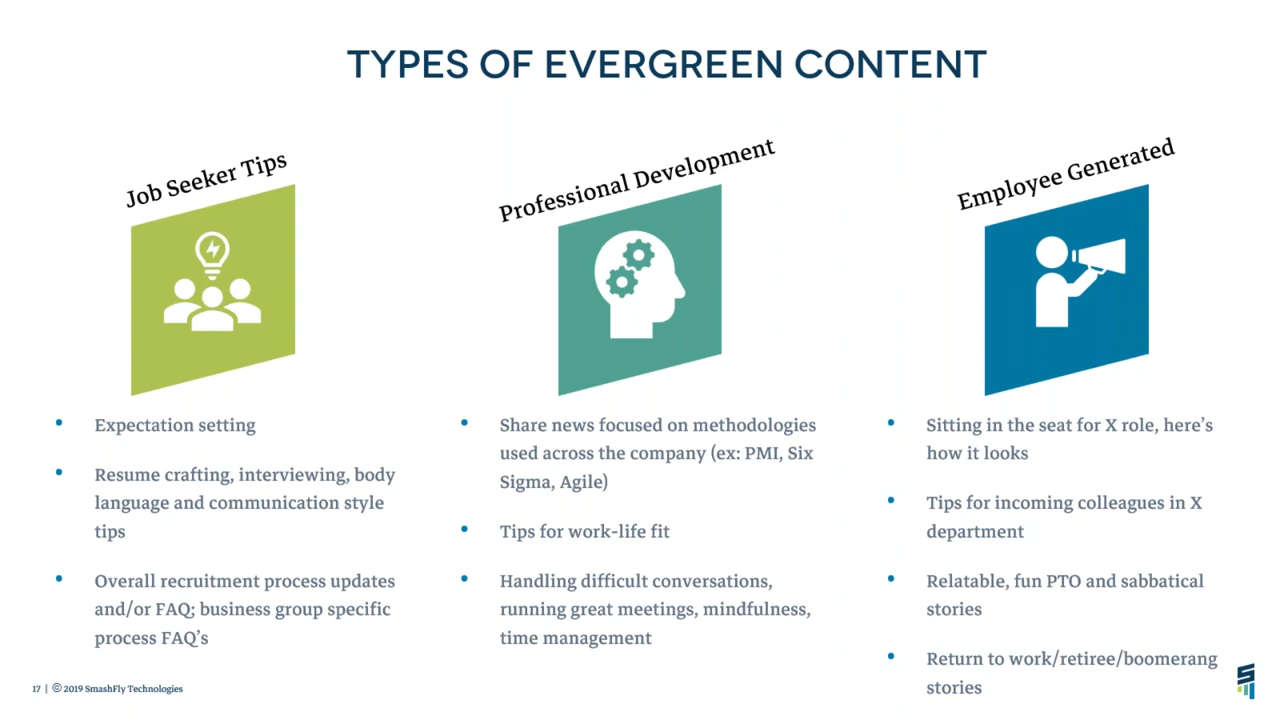 TYPES OF EVERGREEN CONTENT
Job Seeker Tips
• Expectation setting
• Resume crafting, interviewing, body
language and communication style
tips
• Overall recruitment process updates
and/or FAQ; business group specific
process FAQ’s
Professional Development
• Share news focused on methodologies
used across the company (ex: PMI, Six
Sigma, Agile)
• Tips for work-life fit
• Handling difficult conversations,
running great meetings, mindfulness,
time management
Employee Generated
• Sitting in the seat for X role, here’s
how it looks
• Tips for incoming colleagues in X
department
• Relatable, fun PTO and sabbatical
stories
• Return to work/retiree/boomerang
stories
17 | © 2019 SmashFly Technologies